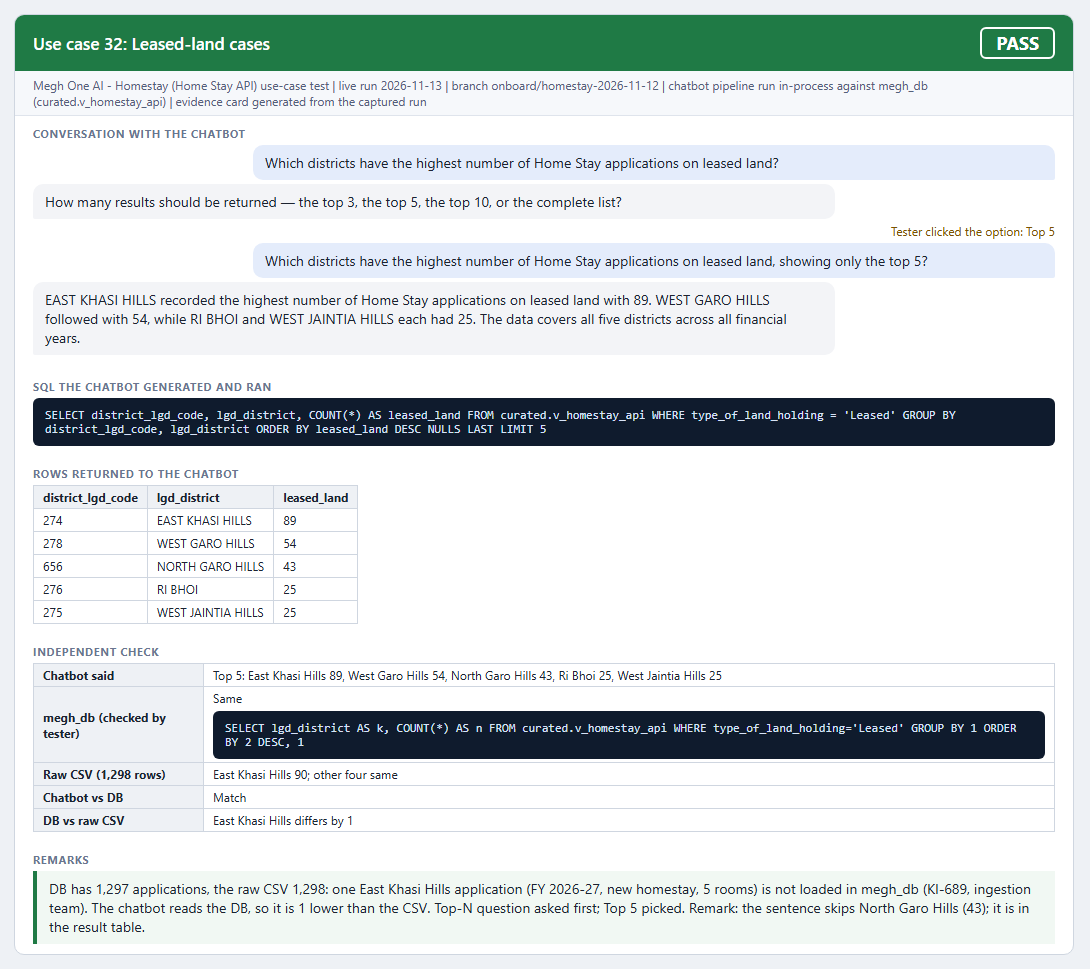 Use case 32: Leased-land cases
PASS
Megh One AI - Homestay (Home Stay API) use-case test | live run 2026-11-13 | branch onboard/homestay-2026-11-12 | chatbot pipeline run in-process against megh_db
(curated.v_homestay_api) | evidence card generated from the captured run
CONVERSATION WITH THE CHATBOT
Which districts have the highest number of Home Stay applications on leased land?
How many results should be returned — the top 3, the top 5, the top 10, or the complete list?
Tester clicked the option: Top 5
Which districts have the highest number of Home Stay applications on leased land, showing only the top 5?
EAST KHASI HILLS recorded the highest number of Home Stay applications on leased land with 89. WEST GARO HILLS
followed with 54, while RI BHOI and WEST JAINTIA HILLS each had 25. The data covers all five districts across all financial
years.
SQL THE CHATBOT GENERATED AND RAN
SELECT district_lgd_code, lgd_district, COUNT(*) AS leased_land FROM curated.v_homestay_api WHERE type_of_land_holding = 'Leased' GROUP BY
district_lgd_code, lgd_district ORDER BY leased_land DESC NULLS LAST LIMIT 5
ROWS RETURNED TO THE CHATBOT
district_lgd_code lgd_district leased_land
274 EAST KHASI HILLS 89
278 WEST GARO HILLS 54
656 NORTH GARO HILLS 43
276 RI BHOI 25
275 WEST JAINTIA HILLS 25
INDEPENDENT CHECK
Chatbot said Top 5: East Khasi Hills 89, West Garo Hills 54, North Garo Hills 43, Ri Bhoi 25, West Jaintia Hills 25
megh_db (checked by
tester)
Same
SELECT lgd_district AS k, COUNT(*) AS n FROM curated.v_homestay_api WHERE type_of_land_holding='Leased' GROUP BY 1 ORDER
BY 2 DESC, 1
Raw CSV (1,298 rows) East Khasi Hills 90; other four same
Chatbot vs DB Match
DB vs raw CSV East Khasi Hills differs by 1
REMARKS
DB has 1,297 applications, the raw CSV 1,298: one East Khasi Hills application (FY 2026-27, new homestay, 5 rooms) is not loaded in megh_db (KI-689, ingestion
team). The chatbot reads the DB, so it is 1 lower than the CSV. Top-N question asked first; Top 5 picked. Remark: the sentence skips North Garo Hills (43); it is in
the result table.